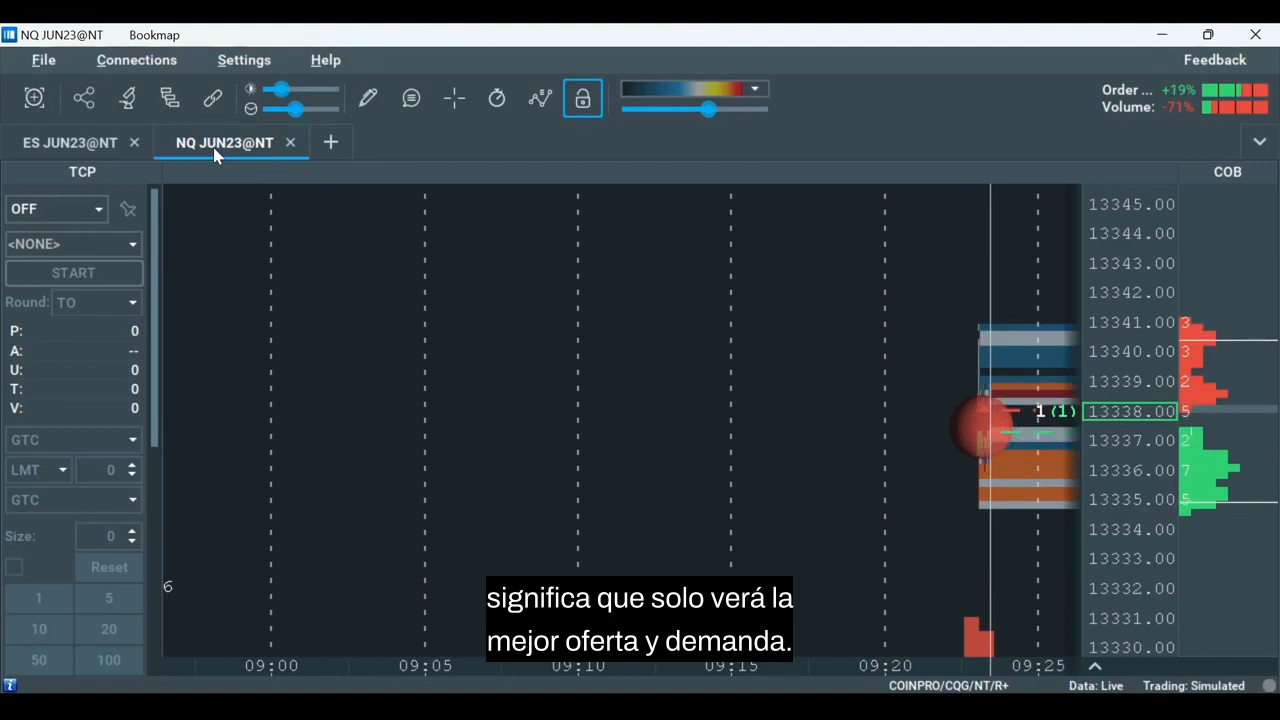 NQ JUN23@NT Bookmap
File Connections Settings Help Feedback
Order ... +19%
Volume: -71%
ES JUN23@NT NQ JUN23@NT
TCP COB
OFF
<NONE>
START
Round: TO
P: 0
A: --
U: 0
T: 0
V: 0
GTC
LMT 0
GTC
Size: 0
Reset
1 5
10 20
50 100
6
13345.00
13344.00
13343.00
13342.00
13341.00 3
13340.00 3
13339.00 2
1 (1) 13338.00 5
13337.00 2
13336.00 7
13335.00 5
13334.00
13333.00
13332.00
13331.00
13330.00
significa que solo verá la
mejor oferta y demanda.
09:00 09:05 09:10 09:15 09:20 09:25
COINPRO/CQG/NT/R+ Data: Live Trading: Simulated